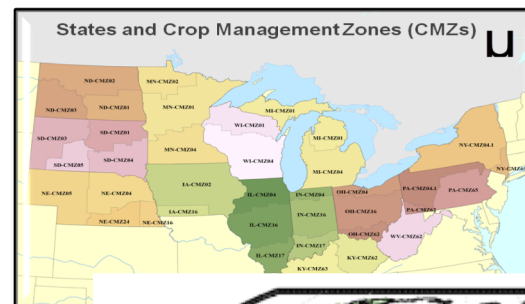 States and Crop Management Zones (CMZs)
ND-CMZ02
MN-CMZ02
ND-CMZ03
ND-CMZ01
MN-CMZ01
MI-CMZ01
SD-CMZ03
SD-CMZ01
WI-CMZ01
MI-CMZ01
NY-CMZ04.1
SD-CMZ05
SD-CMZ04
MN-CMZ04
WI-CMZ04
MI-CMZ04
NE-CMZ05
NE-CMZ04
IA-CMZ02
IL-CMZ04
IN-CMZ04
OH-CMZ04
PA-CMZ04.1
PA-CMZ65
NE-CMZ24
NE-CMZ16
IA-CMZ16
IL-CMZ16
IN-CMZ16
OH-CMZ16
PA-CMZ62
OH-CMZ62
WV-CMZ62
IL-CMZ17
IN-CMZ17
KY-CMZ62
KY-CMZ63